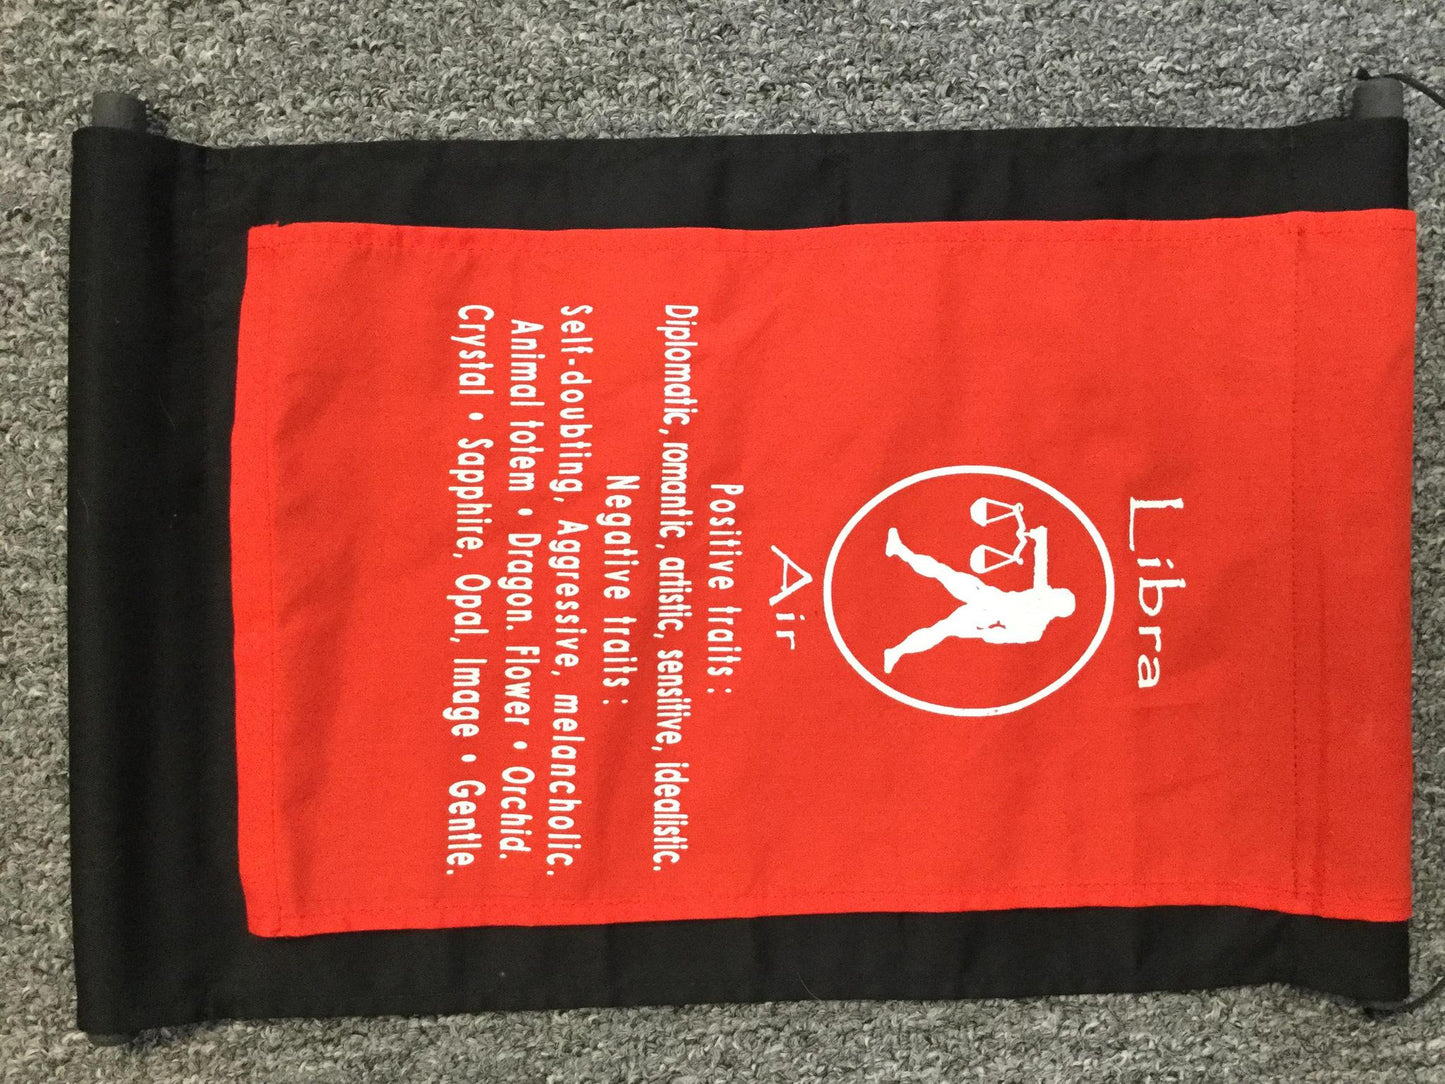 Libra
Air
Positive traits :
Diplomatic, romantic, artistic, sensitive, idealistic.
Negative traits :
Self-doubting, Aggressive, melancholic.
Animal totem • Dragon. Flower • Orchid.
Crystal • Sapphire, Opal, Image • Gentle.